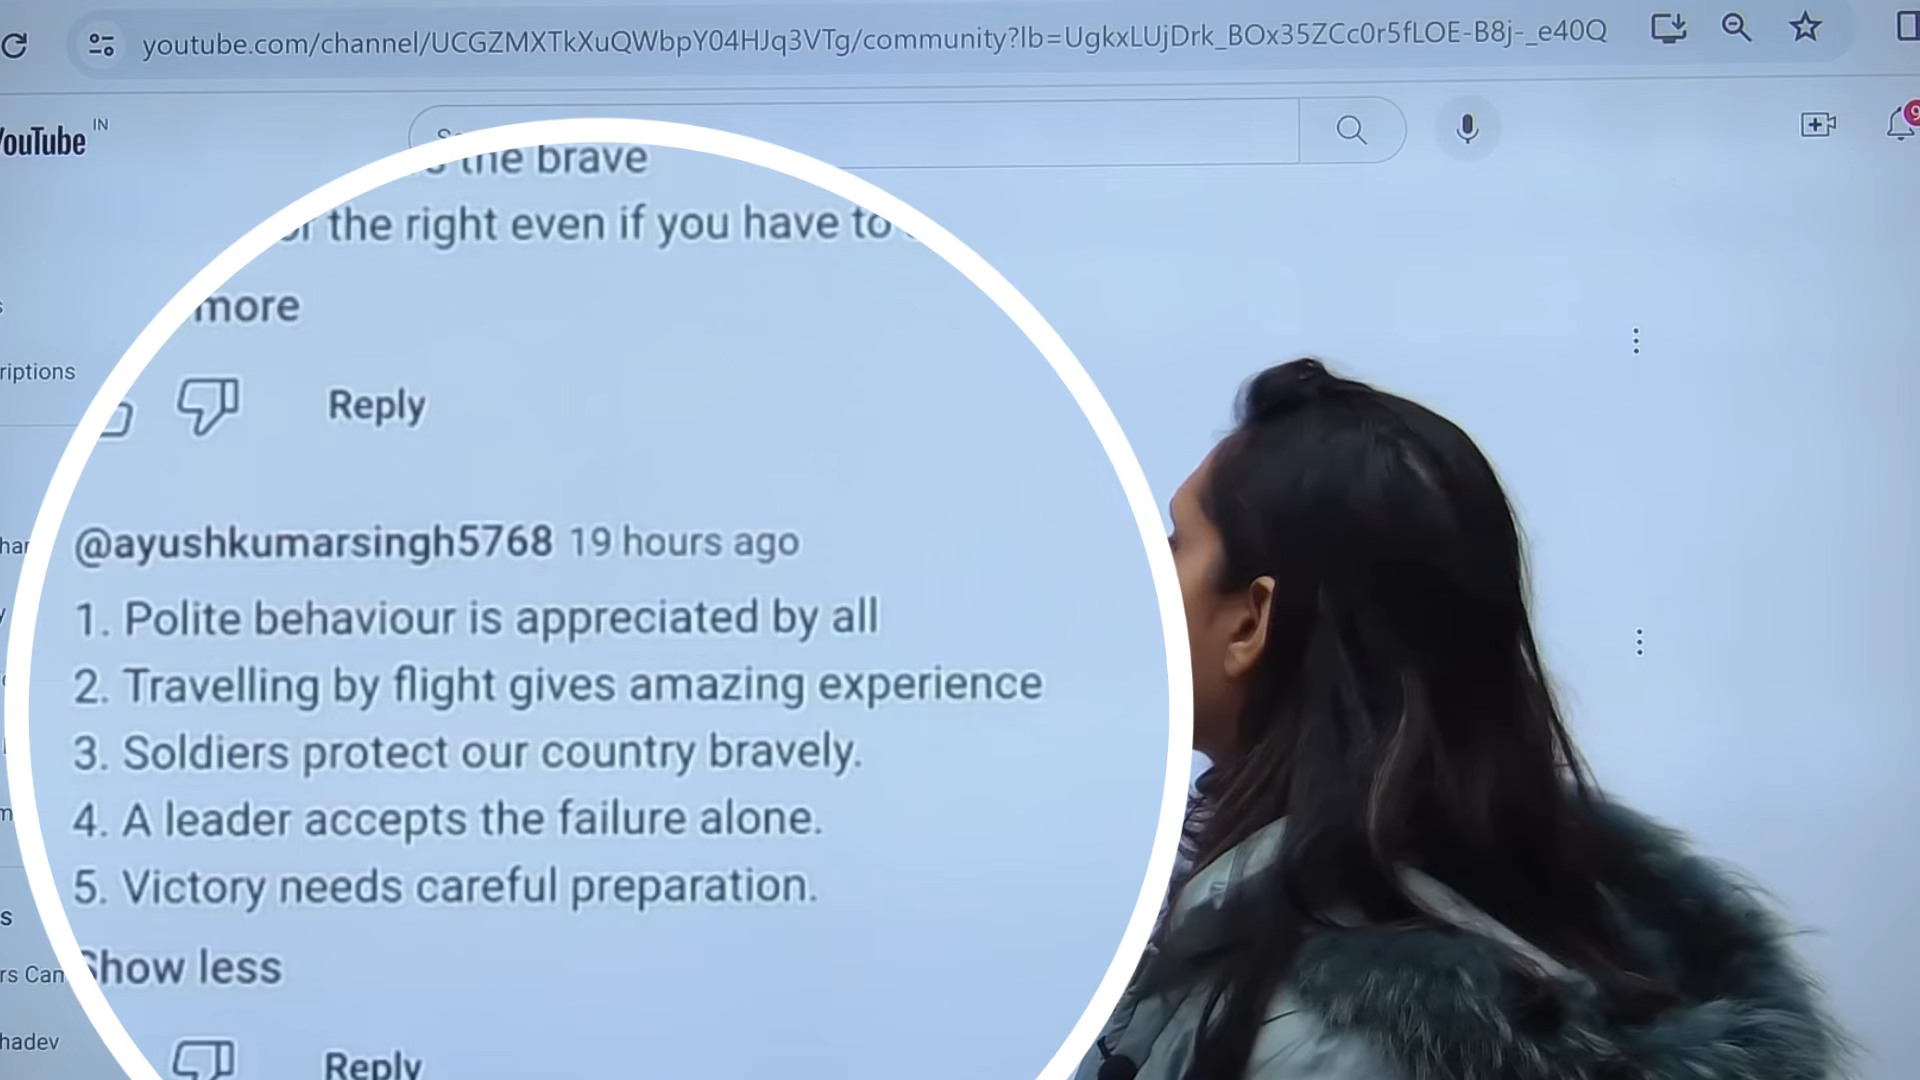 youtube.com/channel/UCGZMXTkXuQWbpY04HJq3VTg/community?lb=UgkxLUjDrk_BOx35ZCc0r5fLOE-B8j-_e40Q
YouTube IN
9
the brave
the right even if you have to
more
riptions
Reply
@ayushkumarsingh5768 19 hours ago
1. Polite behaviour is appreciated by all
2. Travelling by flight gives amazing experience
3. Soldiers protect our country bravely.
4. A leader accepts the failure alone.
5. Victory needs careful preparation.
Show less
rs Can
hadev
Reply